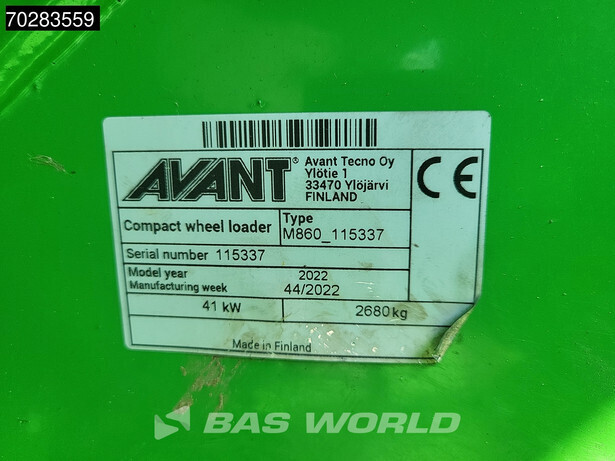 70283559
AVANT®
Avant Tecno Oy
Ylötie 1
33470 Ylöjärvi
FINLAND
CE
Compact wheel loader
Type
M860_115337
Serial number 115337
Model year 2022
Manufacturing week 44/2022
41 kW 2680kg
Made in Finland
BAS WORLD